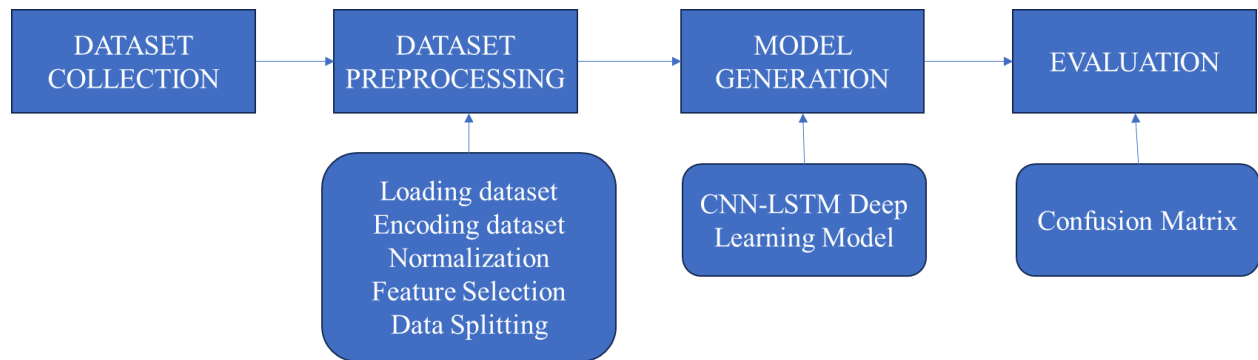 DATASET
COLLECTION
DATASET
PREPROCESSING
MODEL
GENERATION
EVALUATION
Loading dataset
Encoding dataset
Normalization
Feature Selection
Data Splitting
CNN-LSTM Deep
Learning Model
Confusion Matrix